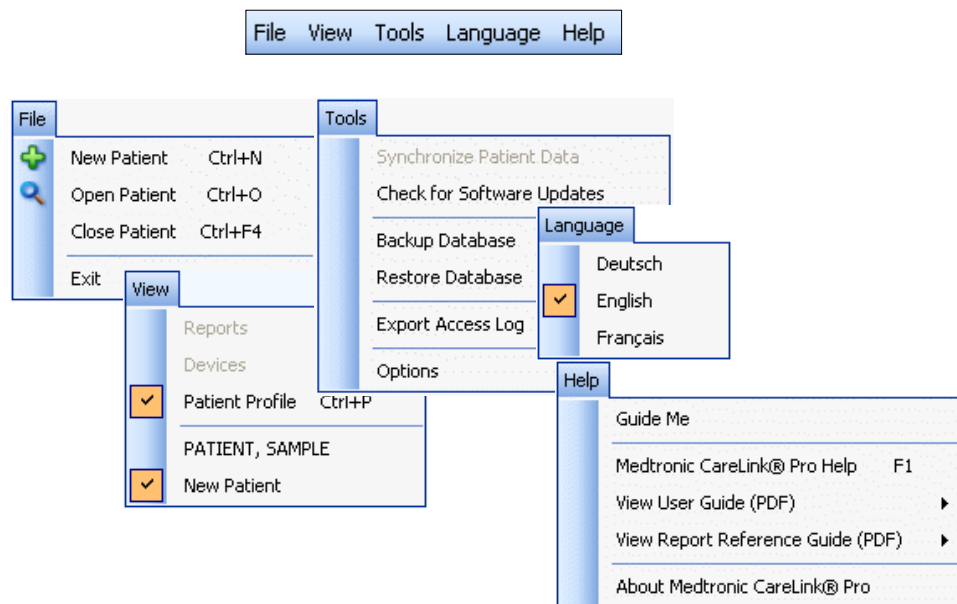 File View Tools Language Help
File
New Patient Ctrl+N
Open Patient Ctrl+O
Close Patient Ctrl+F4
Exit
View
Reports
Devices
Patient Profile Ctrl+P
PATIENT, SAMPLE
New Patient
Tools
Synchronize Patient Data
Check for Software Updates
Backup Database
Restore Database
Export Access Log
Options
Language
Deutsch
English
Français
Help
Guide Me
Medtronic CareLink® Pro Help F1
View User Guide (PDF)
View Report Reference Guide (PDF)
About Medtronic CareLink® Pro